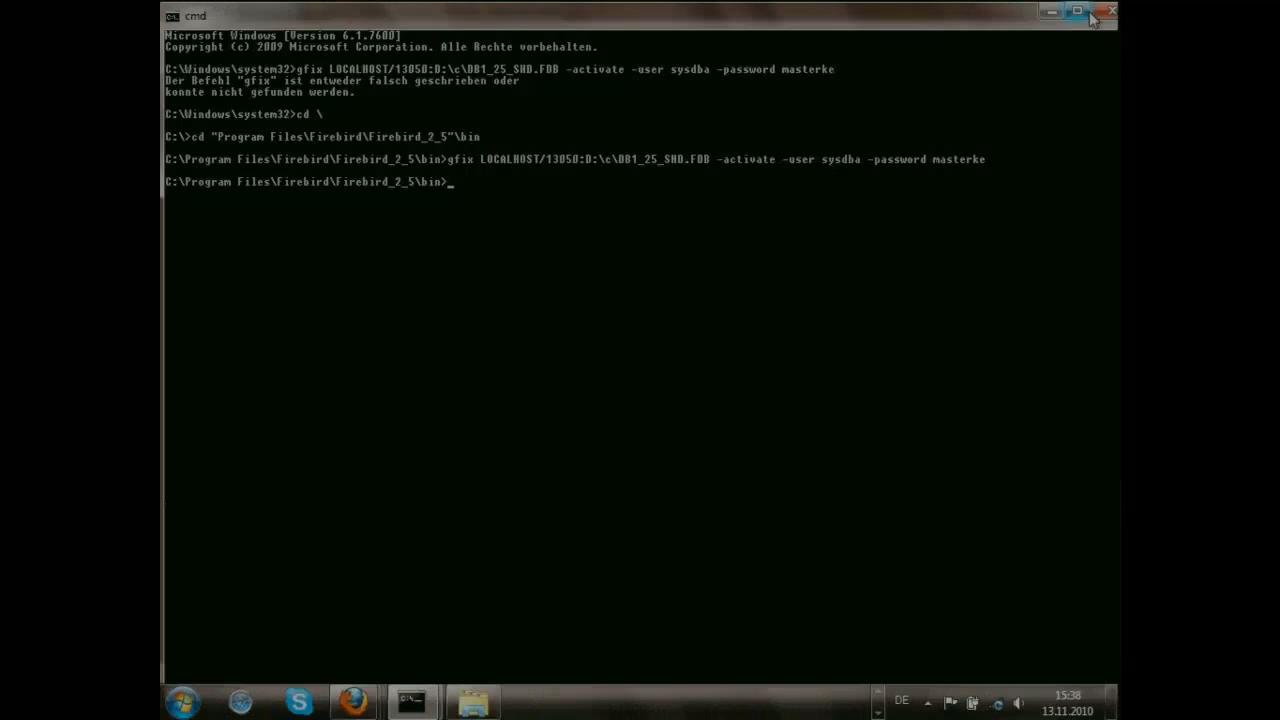 cmd
Microsoft Windows [Version 6.1.7600]
Copyright (c) 2009 Microsoft Corporation. Alle Rechte vorbehalten.
C:\Windows\system32>gfix LOCALHOST/13050:D:\c\DB1_25_SHD.FDB -activate -user sysdba -password masterke
Der Befehl "gfix" ist entweder falsch geschrieben oder
konnte nicht gefunden werden.
C:\Windows\system32>cd \
C:\>cd "Program Files\Firebird\Firebird_2_5"\bin
C:\Program Files\Firebird\Firebird_2_5\bin>gfix LOCALHOST/13050:D:\c\DB1_25_SHD.FDB -activate -user sysdba -password masterke
C:\Program Files\Firebird\Firebird_2_5\bin>_
DE
15:38
13.11.2010